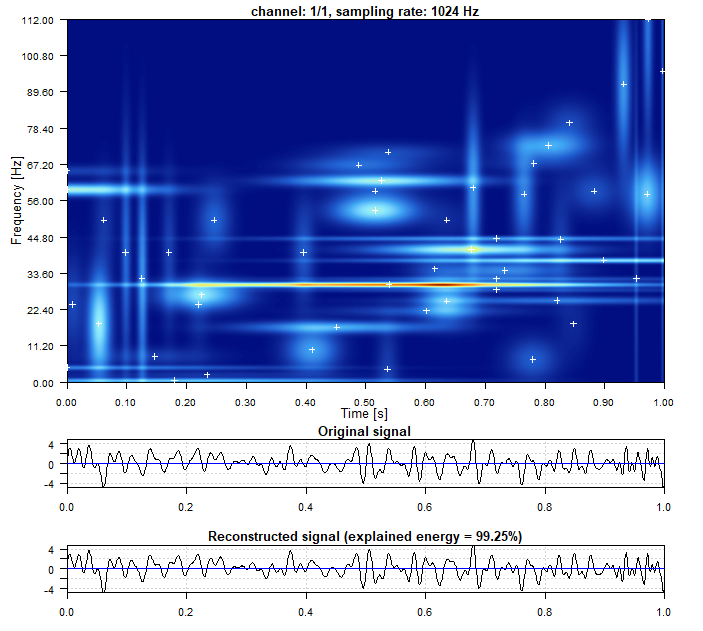 channel: 1/1, sampling rate: 1024 Hz
112.00
100.80
89.60
78.40
67.20
56.00
44.80
33.60
22.40
11.20
0.00
Frequency [Hz]
0.00 0.10 0.20 0.30 0.40 0.50 0.60 0.70 0.80 0.90 1.00
Time [s]
Original signal
4
0
-4
0.0 0.2 0.4 0.6 0.8 1.0
Reconstructed signal (explained energy = 99.25%)
4
0
-4
0.0 0.2 0.4 0.6 0.8 1.0